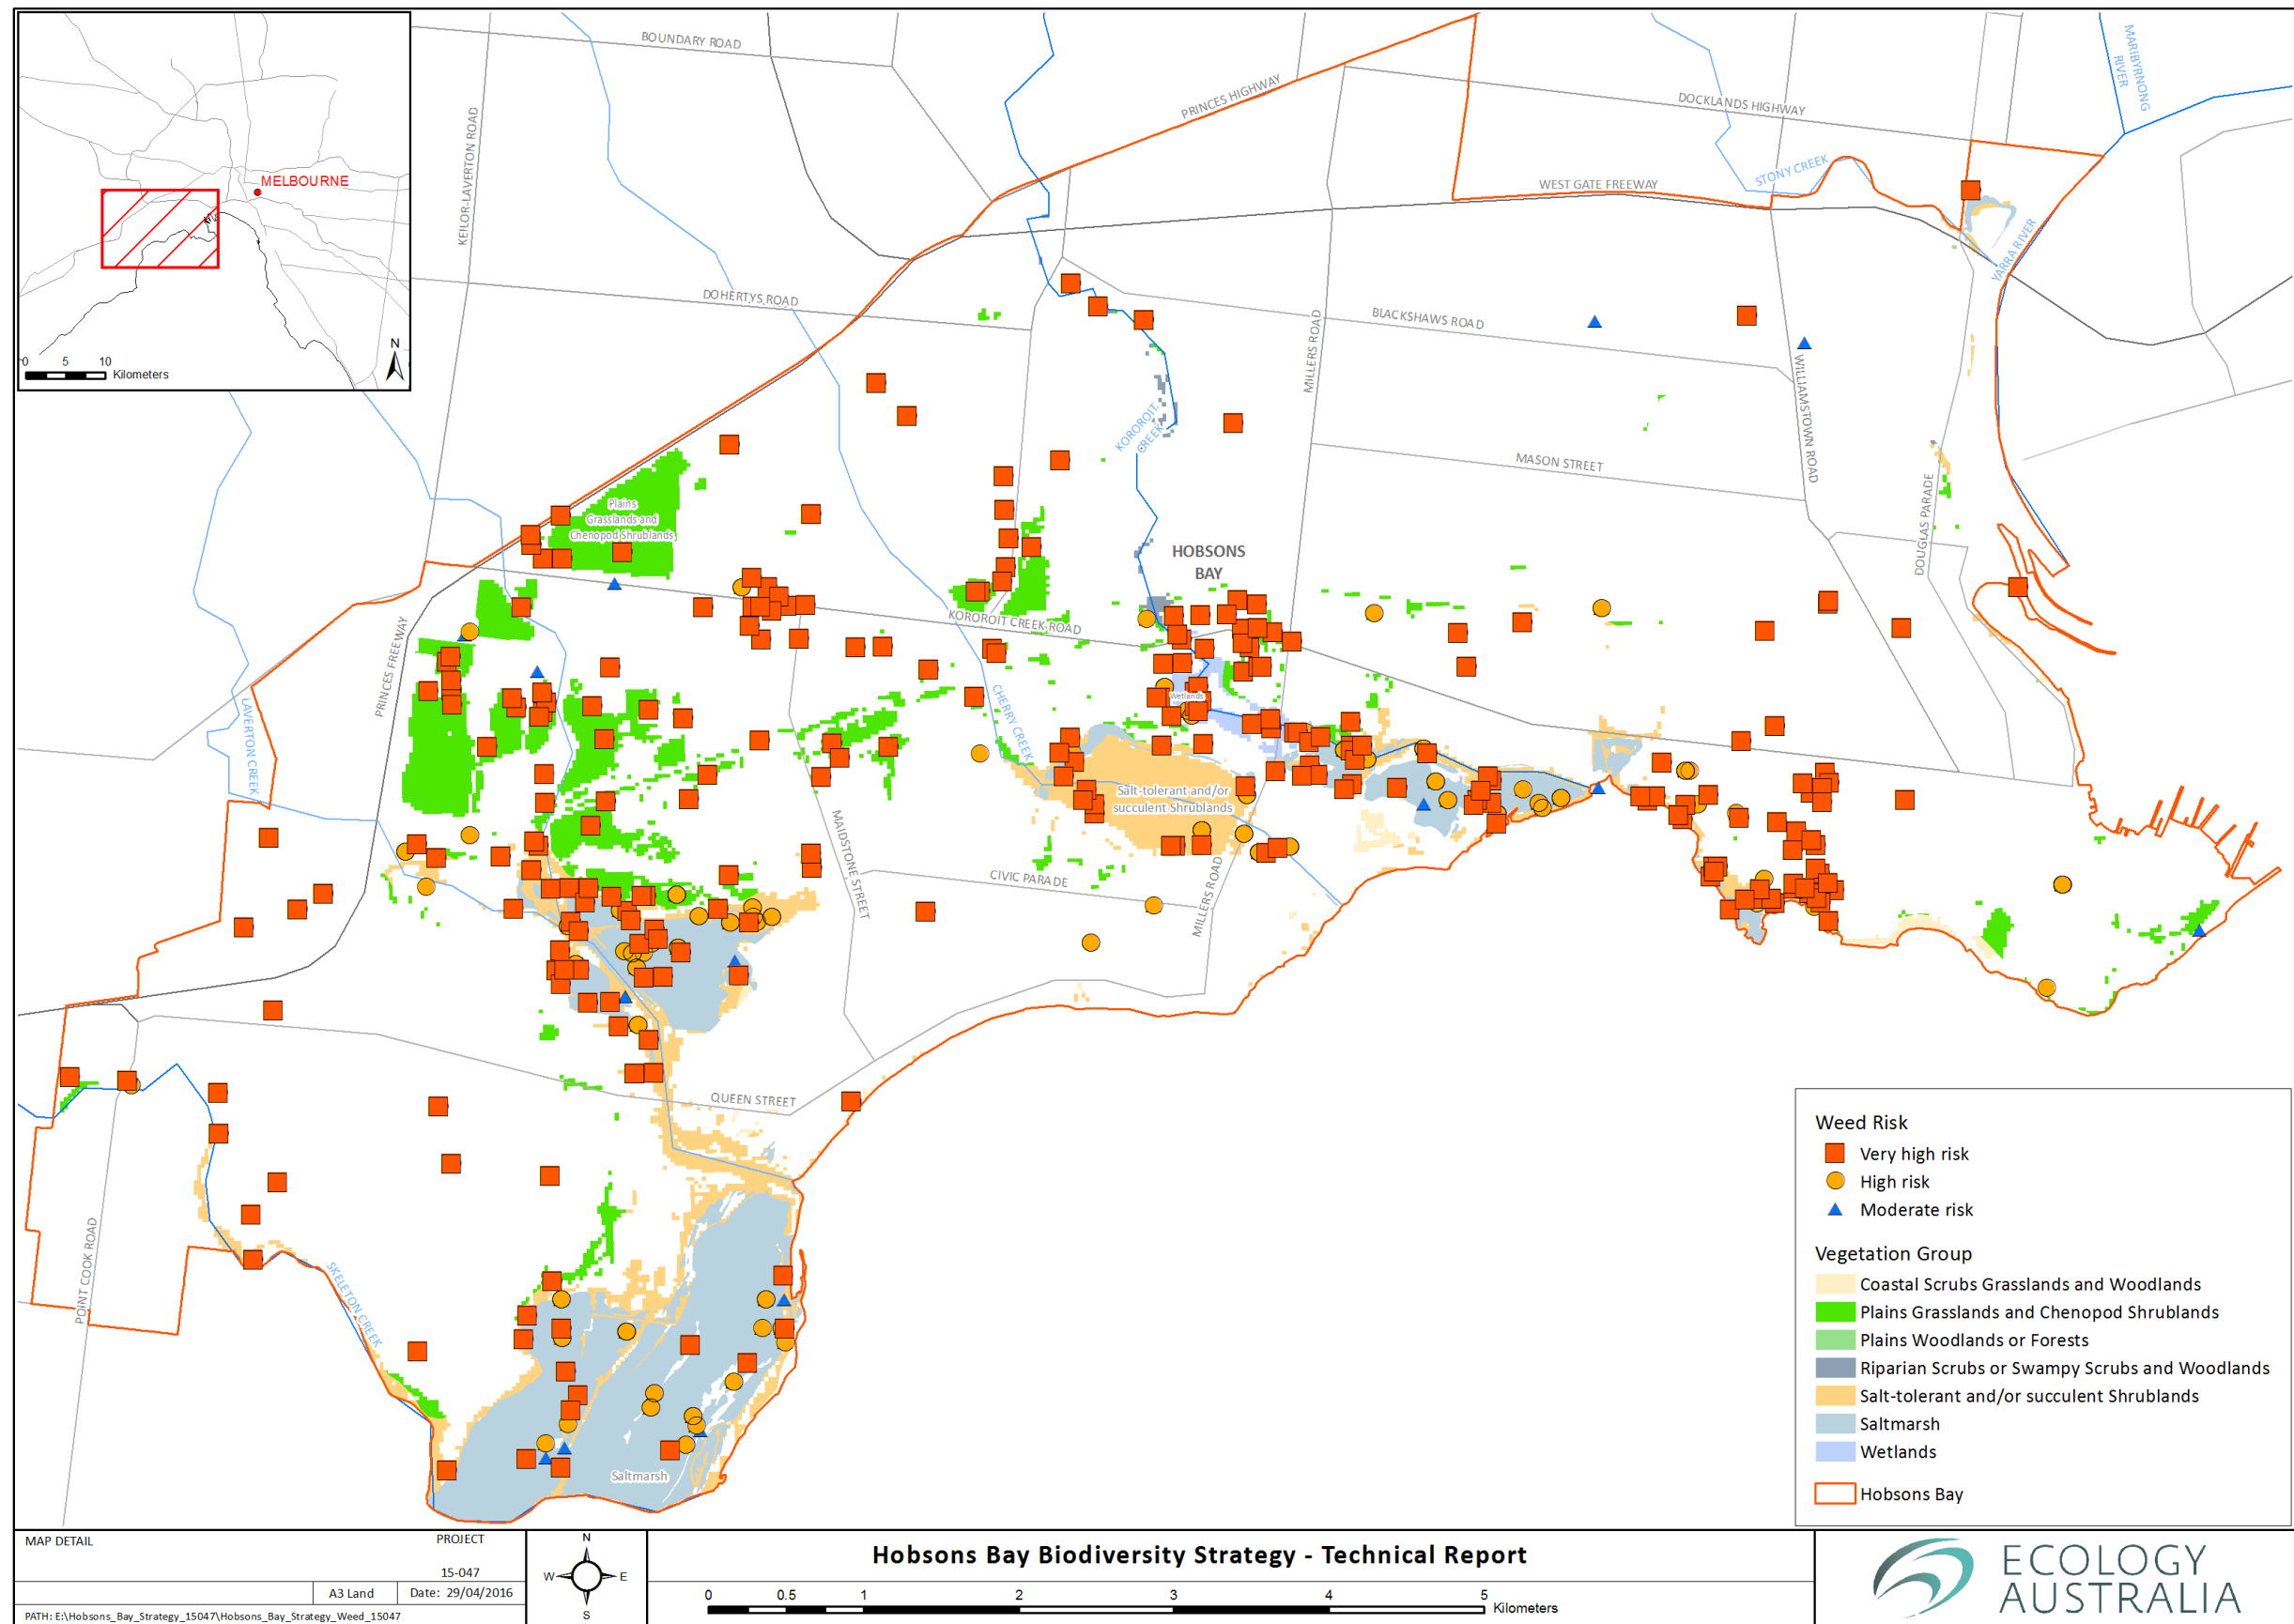 BOUNDARY ROAD
PRINCES HIGHWAY
DOCKLANDS HIGHWAY
MARIBYRNONG
RIVER
KEILOR-LAVERTON ROAD
MELBOURNE
N
0 5 10
Kilometers
STONY CREEK
WEST GATE FREEWAY
YARRA RIVER
DOHERTYS ROAD
BLACKSHAWS ROAD
MILLERS ROAD
WILLIAMSTOWN ROAD
KOROROIT
CREEK
MASON STREET
DOUGLAS PARADE
Plains
Grasslands and
Chenopod Shrublands
HOBSONS
BAY
KOROROIT CREEK ROAD
PRINCES FREEWAY
LAVERTON CREEK
CHERRY CREEK
Wetlands
Salt-tolerant and/or
succulent Shrublands
MAIDSTONE STREET
CIVIC PARADE
MILLERS ROAD
QUEEN STREET
POINT COOK ROAD
SKELETON CREEK
Saltmarsh
Weed Risk
Very high risk
High risk
Moderate risk
Vegetation Group
Coastal Scrubs Grasslands and Woodlands
Plains Grasslands and Chenopod Shrublands
Plains Woodlands or Forests
Riparian Scrubs or Swampy Scrubs and Woodlands
Salt-tolerant and/or succulent Shrublands
Saltmarsh
Wetlands
Hobsons Bay
MAP DETAIL
PROJECT
15-047
A3 Land
Date: 29/04/2016
PATH: E:\Hobsons_Bay_Strategy_15047\Hobsons_Bay_Strategy_Weed_15047
N
W E
S
Hobsons Bay Biodiversity Strategy - Technical Report
0 0.5 1 2 3 4 5
Kilometers
ECOLOGY
AUSTRALIA